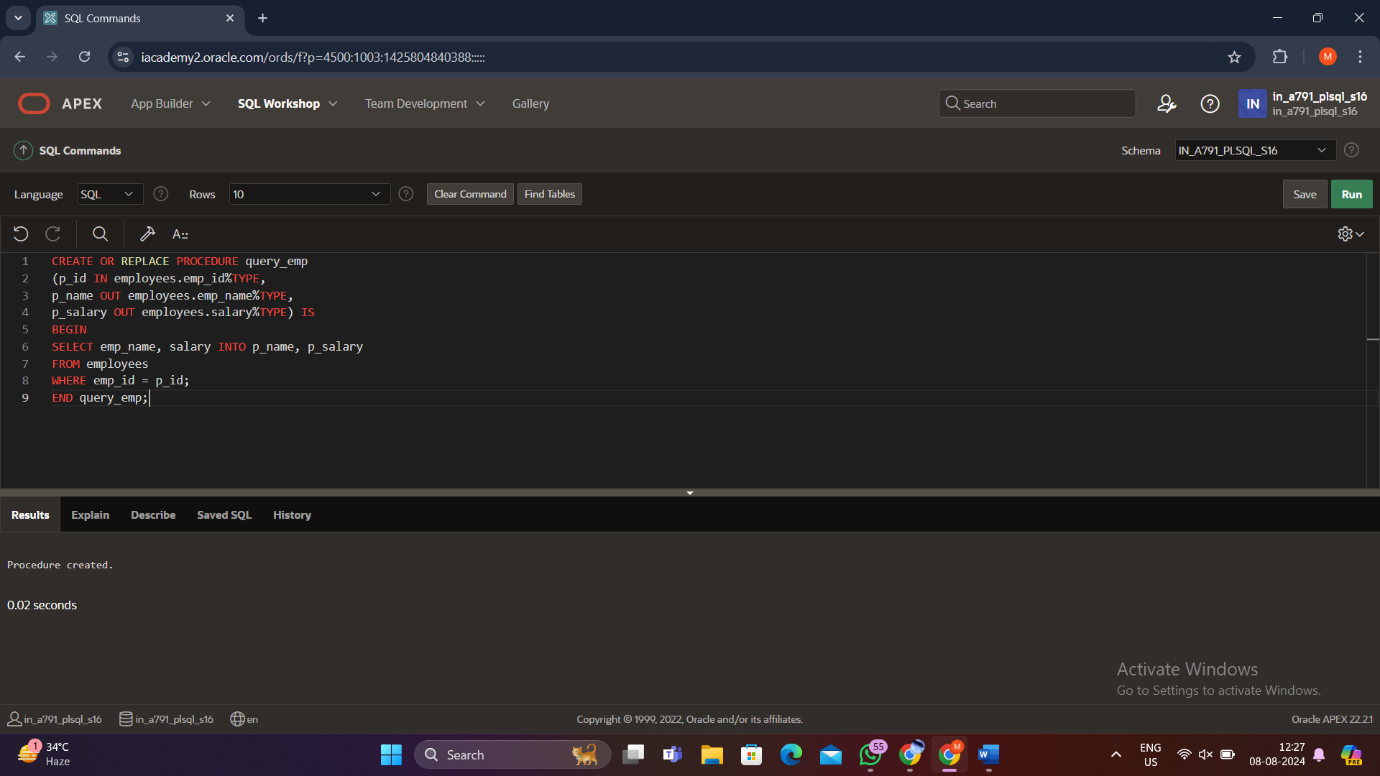 SQL Commands
iacademy2.oracle.com/ords/f?p=4500:1003:1425804840388:::::
M
APEX App Builder SQL Workshop Team Development Gallery Search IN in_a791_plsql_s16
in_a791_plsql_s16
SQL Commands Schema IN_A791_PLSQL_S16
Language SQL Rows 10 Clear Command Find Tables Save Run
A::
1 CREATE OR REPLACE PROCEDURE query_emp
2 (p_id IN employees.emp_id%TYPE,
3 p_name OUT employees.emp_name%TYPE,
4 p_salary OUT employees.salary%TYPE) IS
5 BEGIN
6 SELECT emp_name, salary INTO p_name, p_salary
7 FROM employees
8 WHERE emp_id = p_id;
9 END query_emp;
Results Explain Describe Saved SQL History
Procedure created.
0.02 seconds
Activate Windows
Go to Settings to activate Windows.
in_a791_plsql_s16 in_a791_plsql_s16 en Copyright © 1999, 2022, Oracle and/or its affiliates. Oracle APEX 22.2.1
1 34°C
Haze
Search
55
M
W
ENG
US
12:27
08-08-2024
PRE